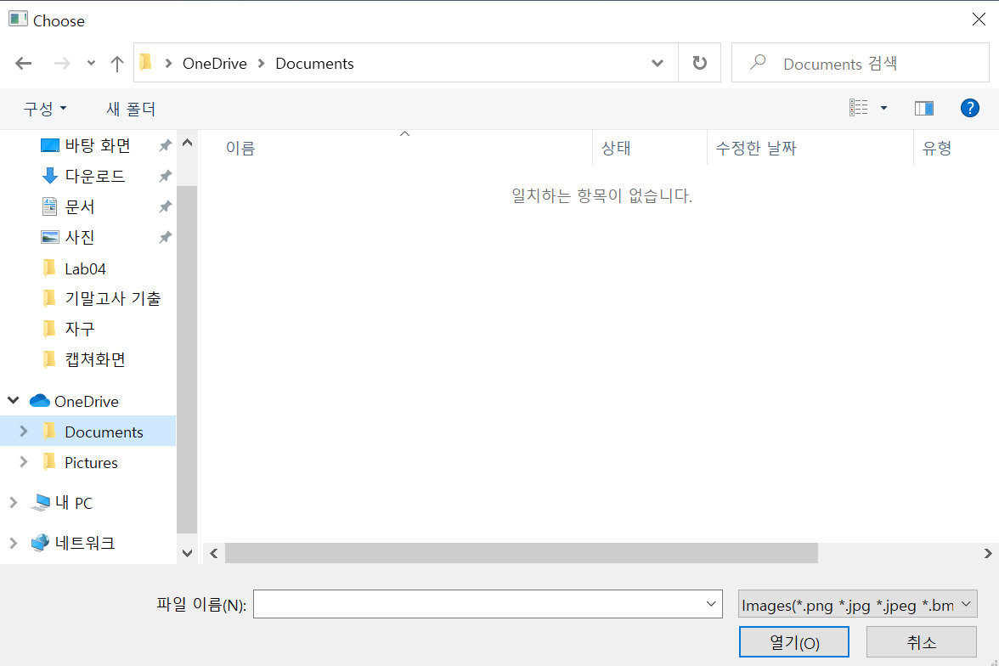 Choose
OneDrive
Documents
Documents 검색
구성
새 폴더
?
이름
상태
수정한 날짜
유형
일치하는 항목이 없습니다.
바탕 화면
다운로드
문서
사진
Lab04
기말고사 기출
자구
캡쳐화면
OneDrive
Documents
Pictures
내 PC
네트워크
파일 이름(N):
Images(*.png *.jpg *.jpeg *.bm
열기(O)
취소